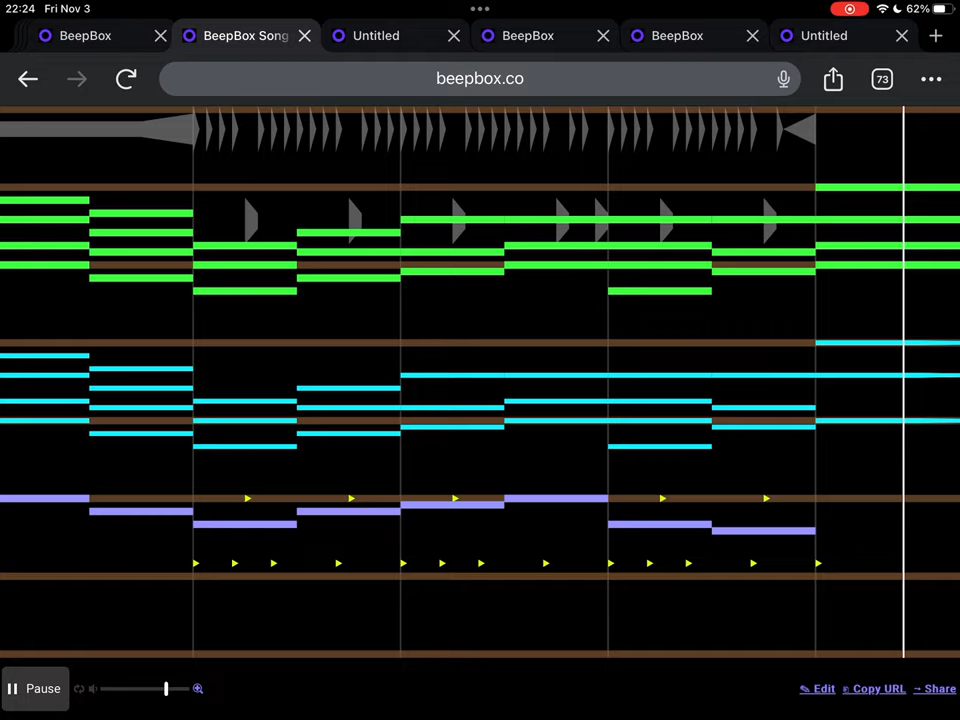 22:24 Fri Nov 3 62%
BeepBox BeepBox Song Untitled BeepBox BeepBox Untitled
beepbox.co 73
Pause Edit Copy URL Share